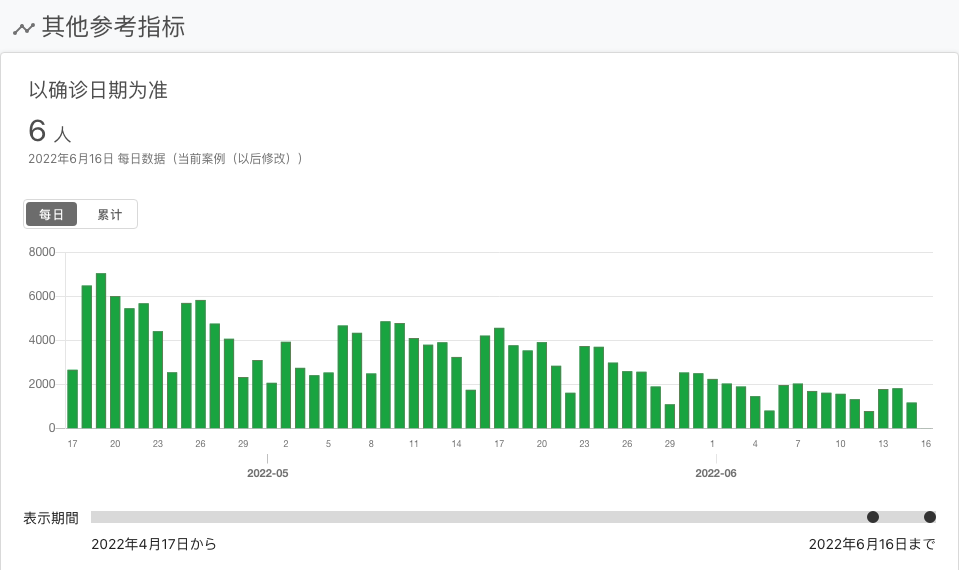 其他参考指标
以确诊日期为准
6 人
2022年6月16日 每日数据（当前案例（以后修改））
每日 累计
8000
6000
4000
2000
0
17 20 23 26 29 2 5 8 11 14 17 20 23 26 29 1 4 7 10 13 16
2022-05 2022-06
表示期間
2022年4月17日から 2022年6月16日まで